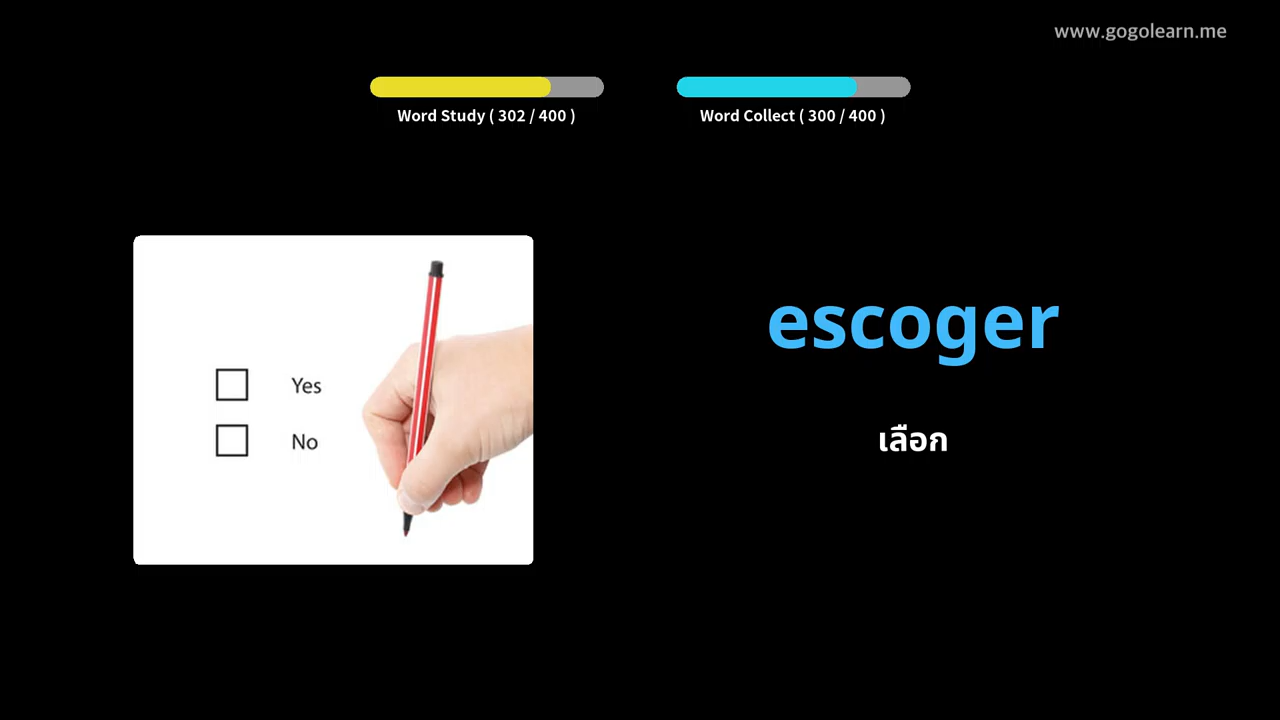 www.gogolearn.me
Word Study ( 302 / 400 )
Word Collect ( 300 / 400 )
Yes
No
escoger
เลือก